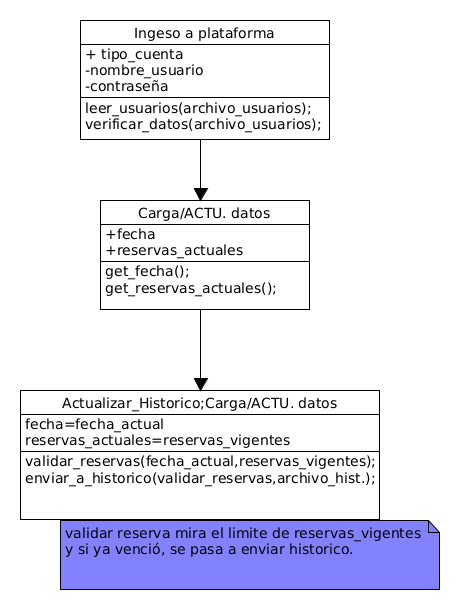 Ingeso a plataforma
+ tipo_cuenta
-nombre_usuario
-contraseña
leer_usuarios(archivo_usuarios);
verificar_datos(archivo_usuarios);
Carga/ACTU. datos
+fecha
+reservas_actuales
get_fecha();
get_reservas_actuales();
Actualizar_Historico;Carga/ACTU. datos
fecha=fecha_actual
reservas_actuales=reservas_vigentes
validar_reservas(fecha_actual,reservas_vigentes);
enviar_a_historico(validar_reservas,archivo_hist.);
validar reserva mira el limite de reservas_vigentes
y si ya venció, se pasa a enviar historico.